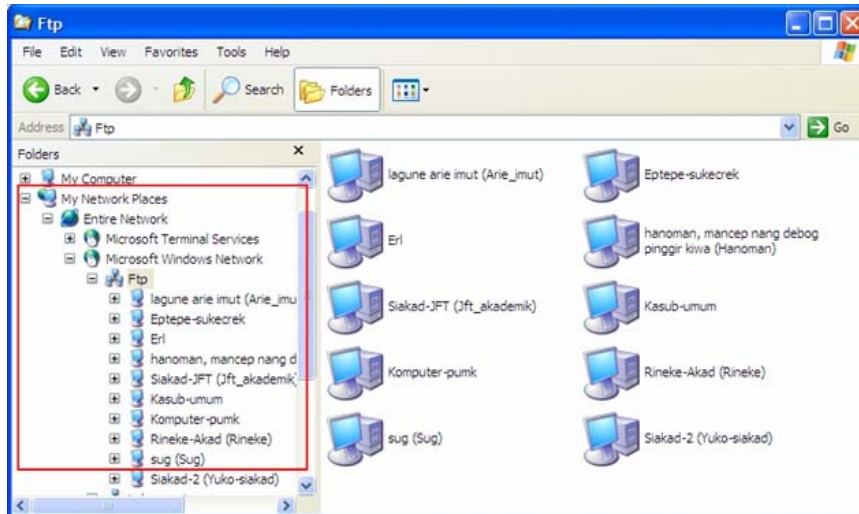 Ftp
File Edit View Favorites Tools Help
Back Search Folders
Address Ftp Go
Folders
My Computer
My Network Places
Entire Network
Microsoft Terminal Services
Microsoft Windows Network
Ftp
lagune arie imut (Arie_imu
Eptepe-sukecrek
Erl
hanoman, mancep nang d
Siakad-JFT (Jft_akademik
Kasub-umum
Komputer-pumk
Rineke-Akad (Rineke)
sug (Sug)
Siakad-2 (Yuko-siakad)
lagune arie imut (Arie_imut)
Eptepe-sukecrek
Erl
hanoman, mancep nang debog
pinggir kiwa (Hanoman)
Siakad-JFT (Jft_akademik)
Kasub-umum
Komputer-pumk
Rineke-Akad (Rineke)
sug (Sug)
Siakad-2 (Yuko-siakad)